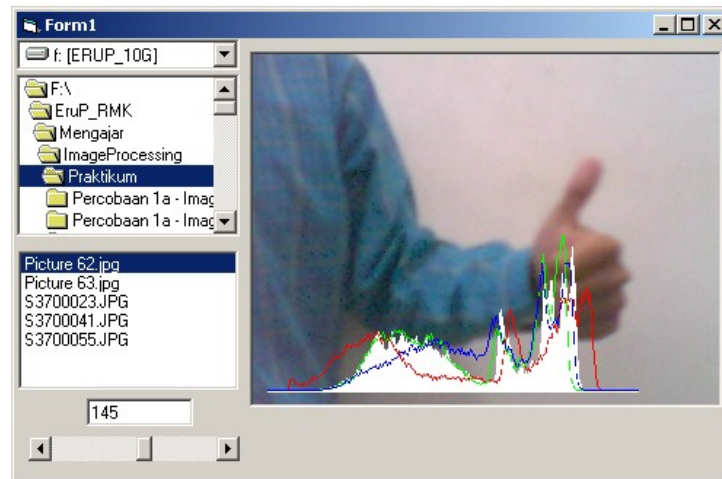 Form1
f: [ERUP_10G]
F:\
EruP_RMK
Mengajar
ImageProcessing
Praktikum
Percobaan 1a - Imag
Percobaan 1a - Imag
Picture 62.jpg
Picture 63.jpg
S3700023.JPG
S3700041.JPG
S3700055.JPG
145